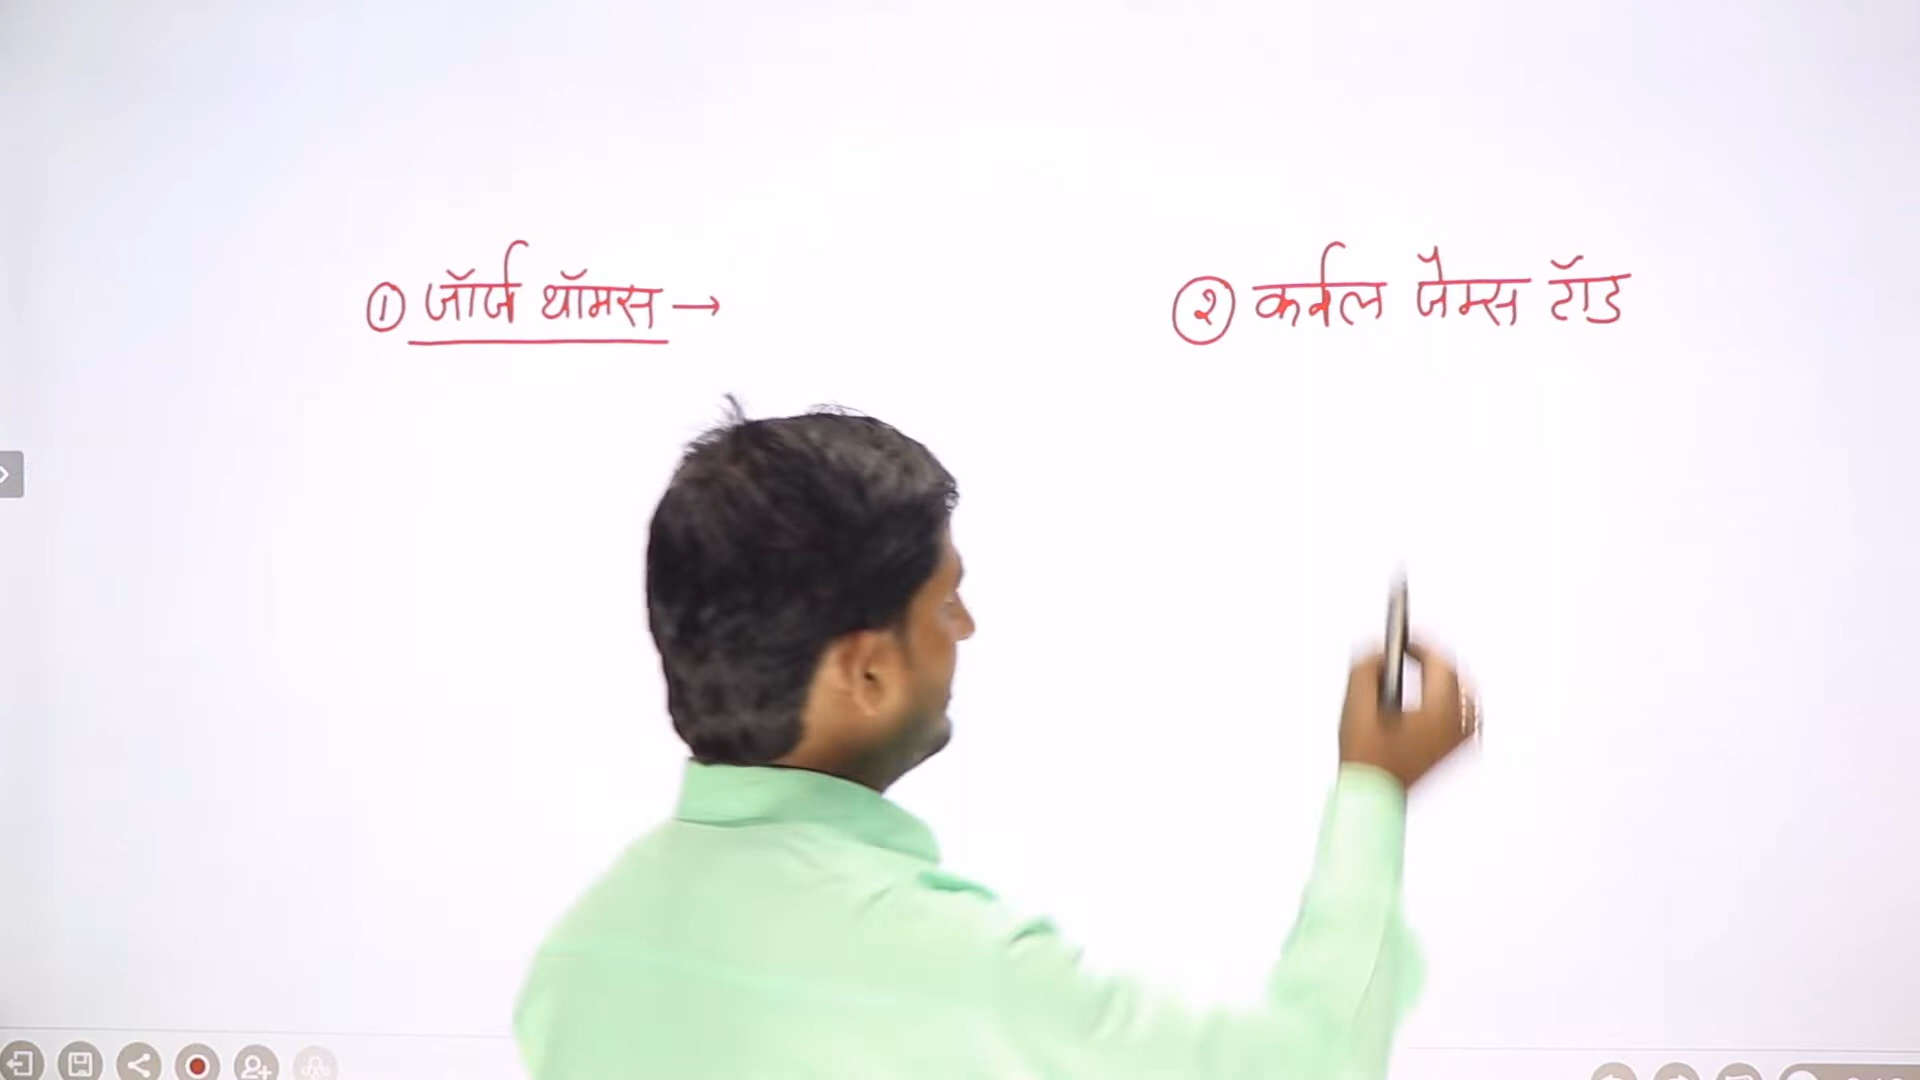 ① जॉर्ज थॉमस →
② कर्नल जैम्स टॉड